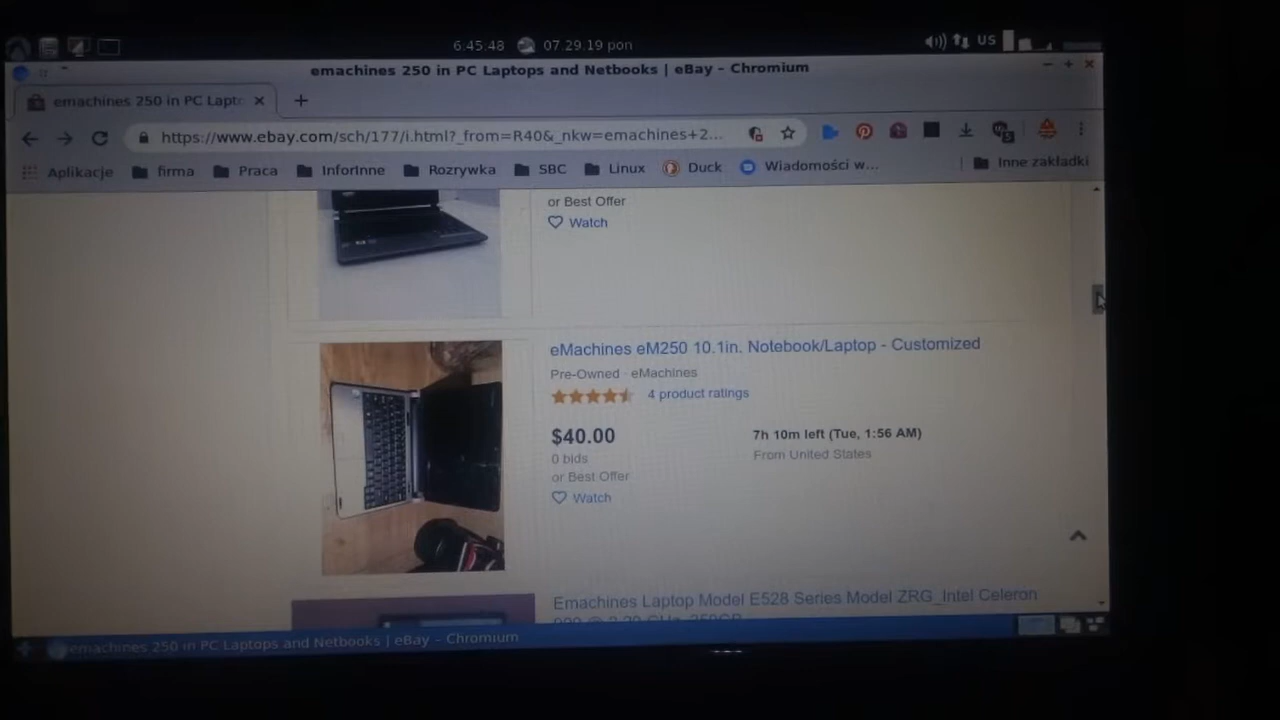 6:45:48 07.29.19 pon US
emachines 250 in PC Laptops and Netbooks | eBay - Chromium
emachines 250 in PC Lapt
https://www.ebay.com/sch/177/i.html?_from=R40&_nkw=emachines+2...
Aplikacje firma Praca InforInne Rozrywka SBC Linux Duck Wiadomości w... Inne zakładki
or Best Offer
Watch
eMachines eM250 10.1in. Notebook/Laptop - Customized
Pre-Owned · eMachines
4 product ratings
$40.00 7h 10m left (Tue, 1:56 AM)
0 bids From United States
or Best Offer
Watch
Emachines Laptop Model E528 Series Model ZRG_Intel Celeron
emachines 250 in PC Laptops and Netbooks | eBay - Chromium